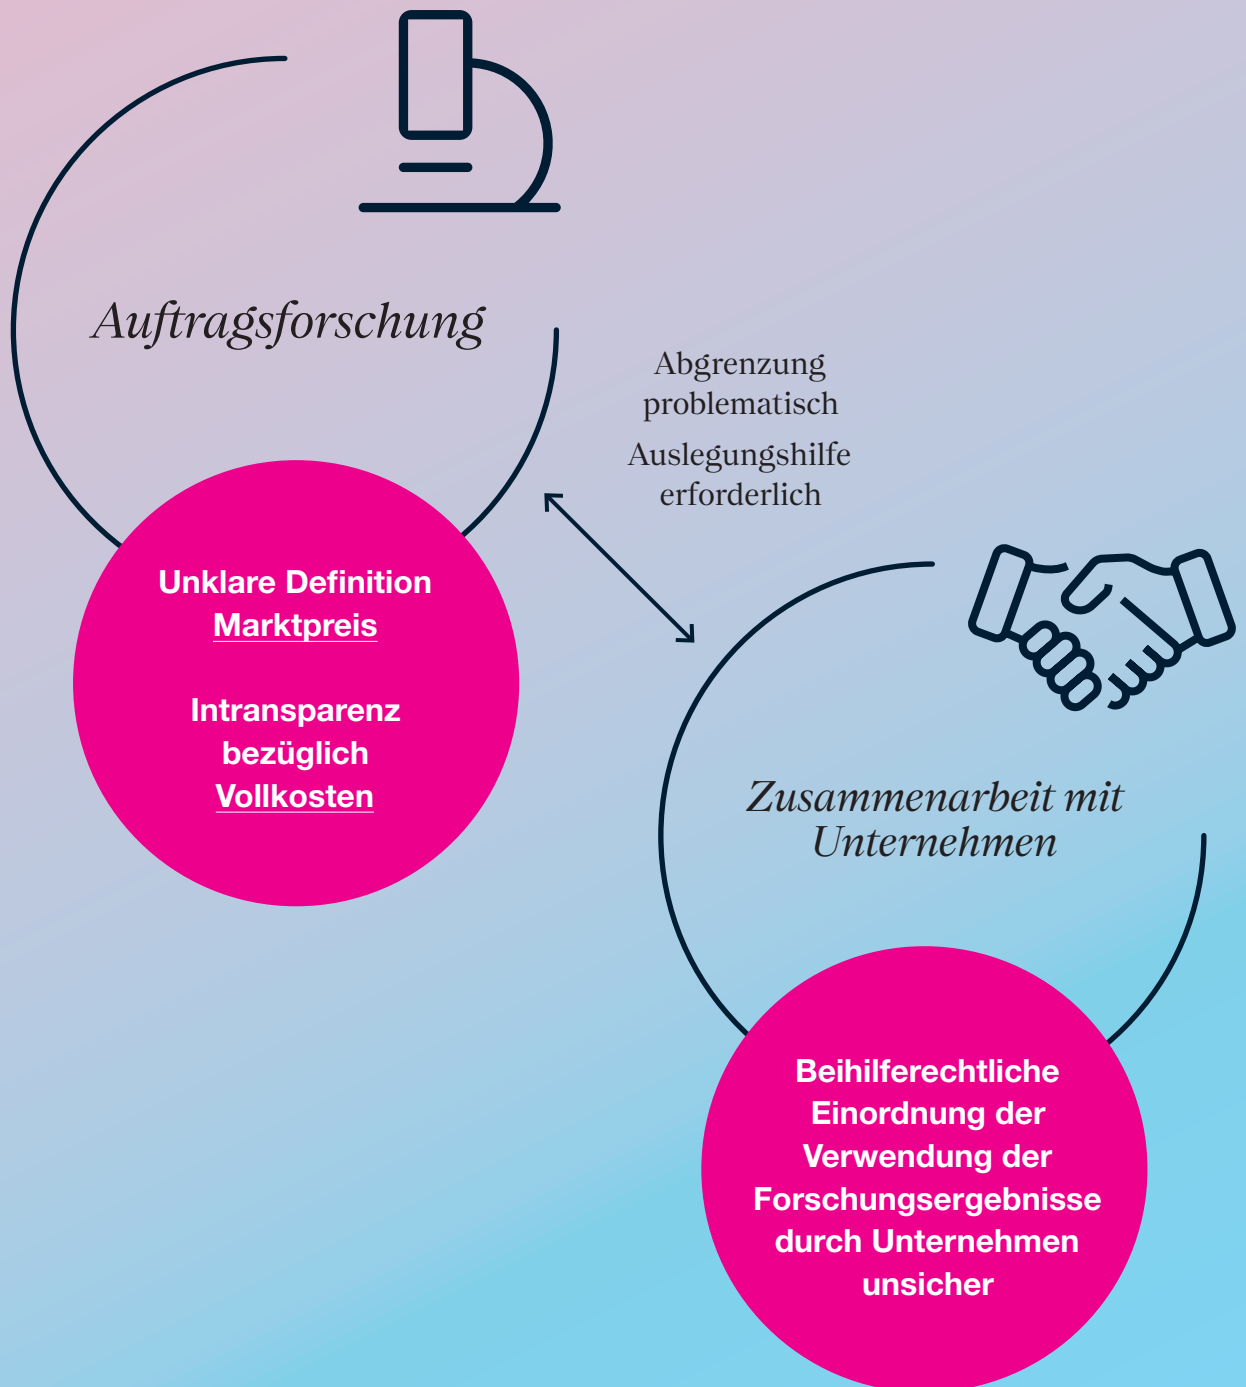 Auftragsforschung
Abgrenzung
problematisch
Auslegungshilfe
erforderlich
Unklare Definition
Marktpreis
Intransparenz
bezüglich
Vollkosten
Zusammenarbeit mit
Unternehmen
Beihilferechtliche
Einordnung der
Verwendung der
Forschungsergebnisse
durch Unternehmen
unsicher